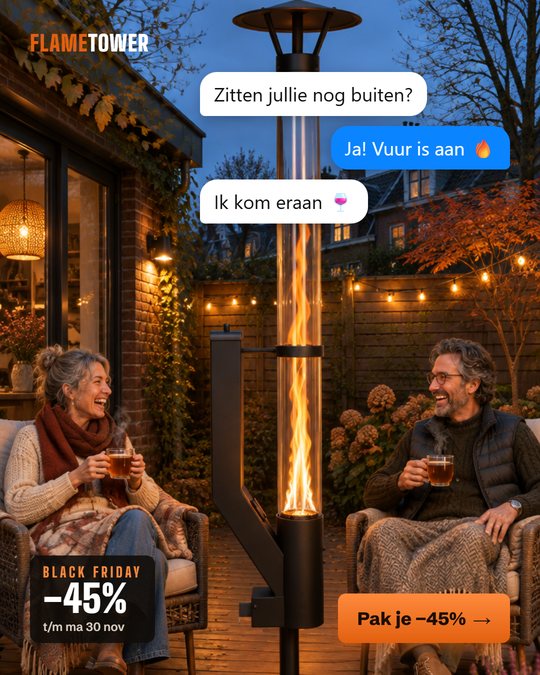 FLAMETOWER
Zitten jullie nog buiten?
Ja! Vuur is aan 🔥
Ik kom eraan 🍷
BLACK FRIDAY
−45%
t/m ma 30 nov
Pak je −45% →